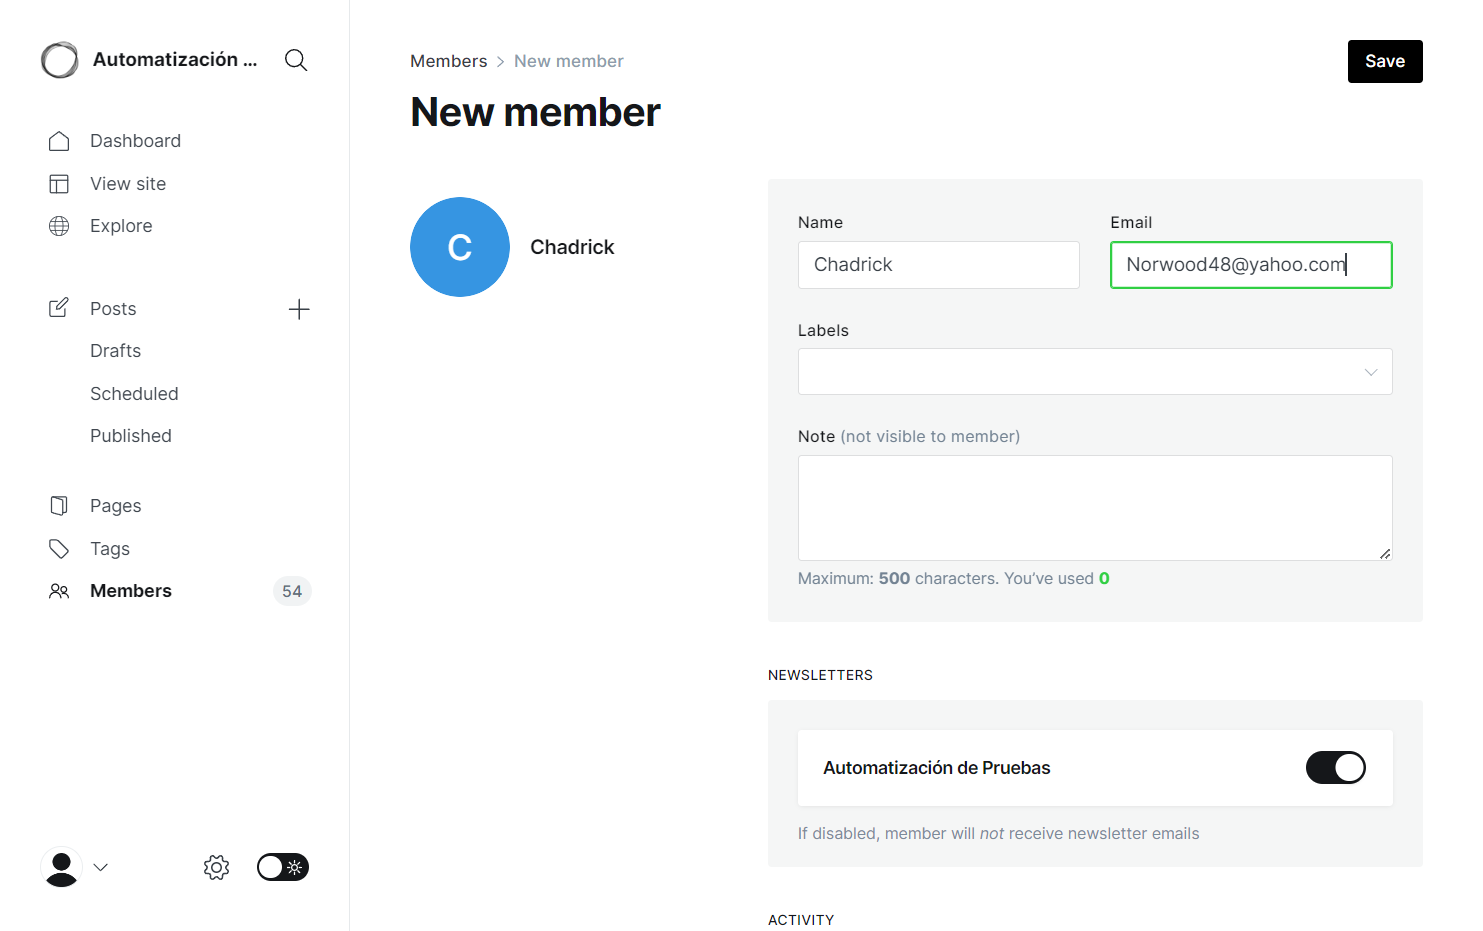 Automatización ...
Dashboard
View site
Explore
Posts
Drafts
Scheduled
Published
Pages
Tags
Members 54
Members > New member
Save
New member
C Chadrick
Name Email
Chadrick Norwood48@yahoo.com
Labels
Note (not visible to member)
Maximum: 500 characters. You've used 0
NEWSLETTERS
Automatización de Pruebas
If disabled, member will not receive newsletter emails
ACTIVITY